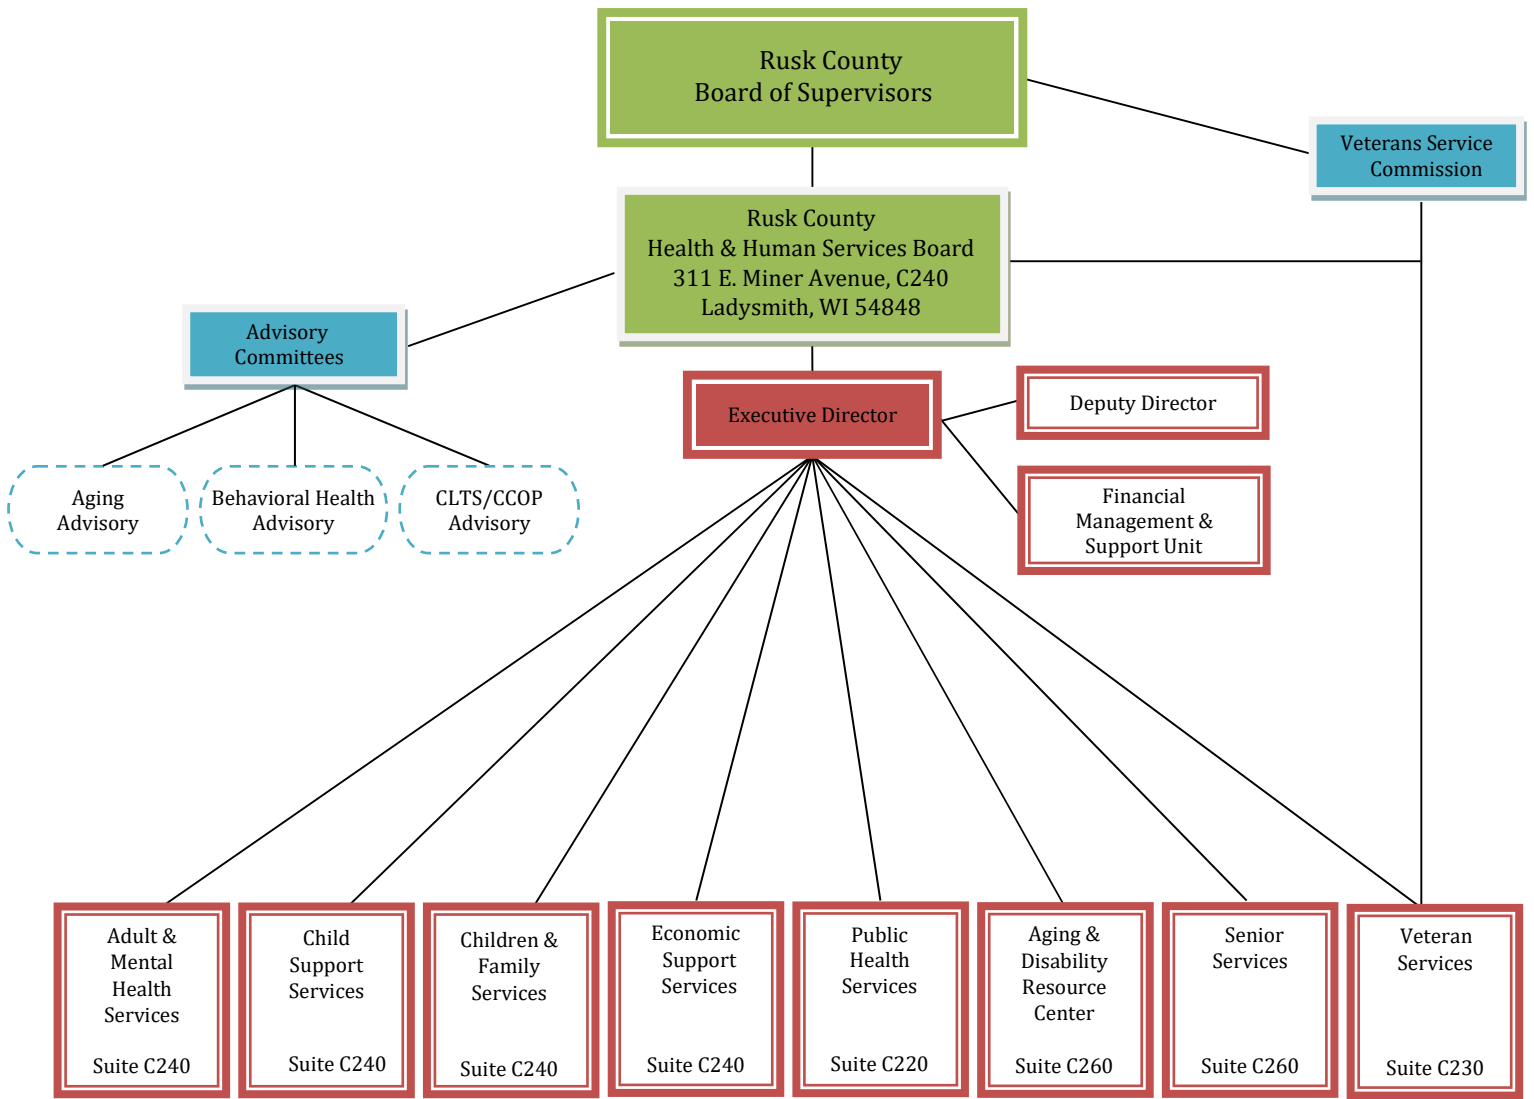 Rusk County
Board of Supervisors
Veterans Service
Commission
Rusk County
Health & Human Services Board
311 E. Miner Avenue, C240
Ladysmith, WI 54848
Advisory
Committees
Executive Director
Deputy Director
Financial
Management &
Support Unit
Aging
Advisory
Behavioral Health
Advisory
CLTS/CCOP
Advisory
Adult &
Mental
Health
Services
Suite C240
Child
Support
Services
Suite C240
Children &
Family
Services
Suite C240
Economic
Support
Services
Suite C240
Public
Health
Services
Suite C220
Aging &
Disability
Resource
Center
Suite C260
Senior
Services
Suite C260
Veteran
Services
Suite C230